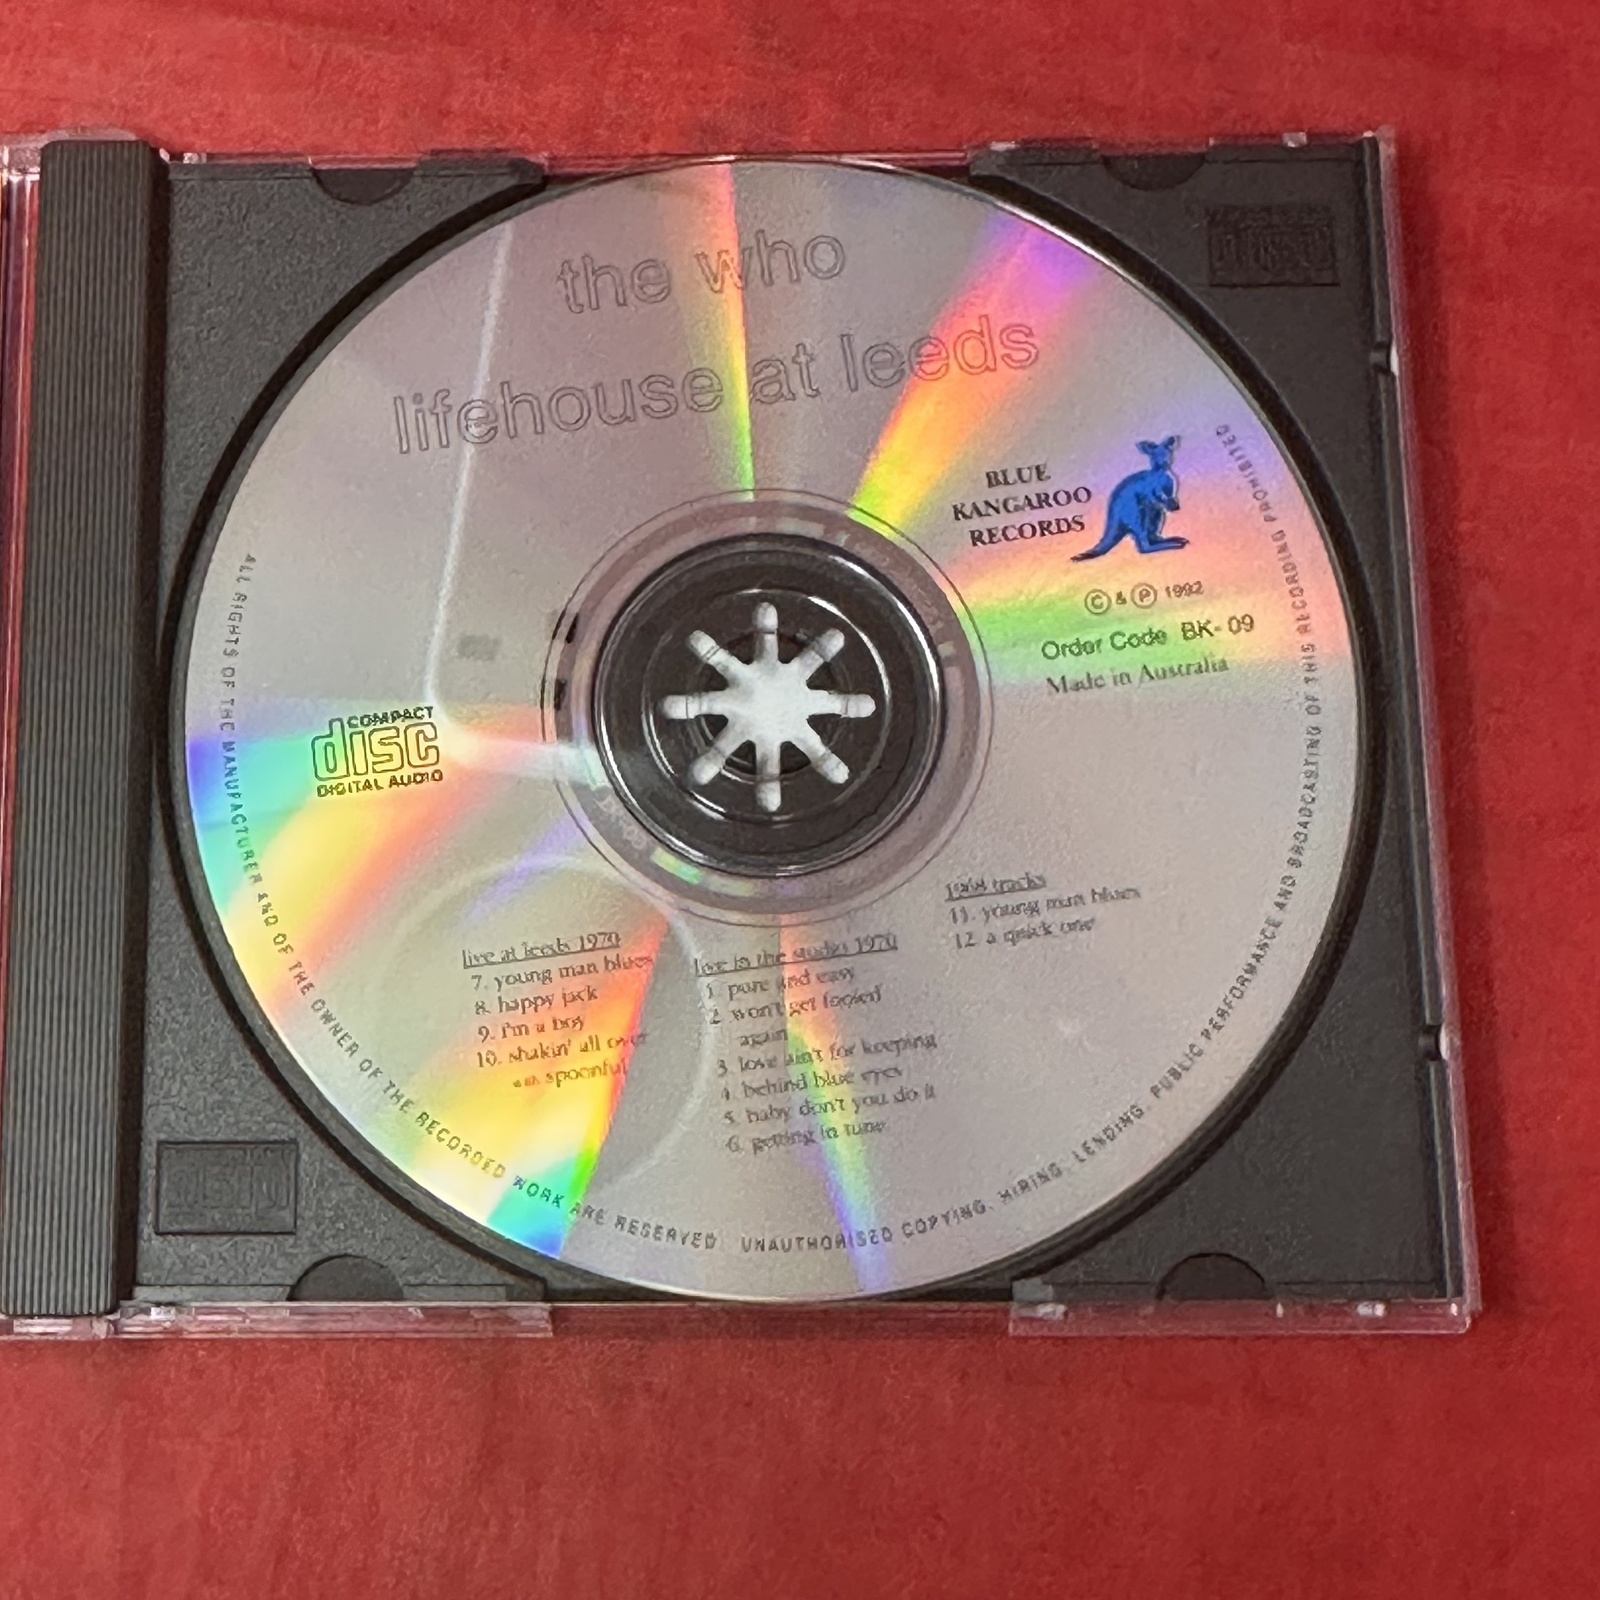 the who
lifehouse at leeds
BLUE
KANGAROO
RECORDS
© & ℗ 1992
Order Code BK- 09
Made in Australia
COMPACT
disc
DIGITAL AUDIO
live at leeds 1970
7. young man blues
8. happy jack
9. i'm a boy
10. shakin' all over
with spoonful
live in the studio 1970
1. pure and easy
2. won't get fooled
again
3. love ain't for keeping
4. behind blue eyes
5. baby don't you do it
6. getting in tune
1968 tracks
11. young man blues
12. a quick one
ALL RIGHTS OF THE MANUFACTURER AND OF THE OWNER OF THE RECORDED WORK ARE RESERVED. UNAUTHORISED COPYING, HIRING, LENDING, PUBLIC PERFORMANCE AND BROADCASTING OF THIS RECORDING PROHIBITED